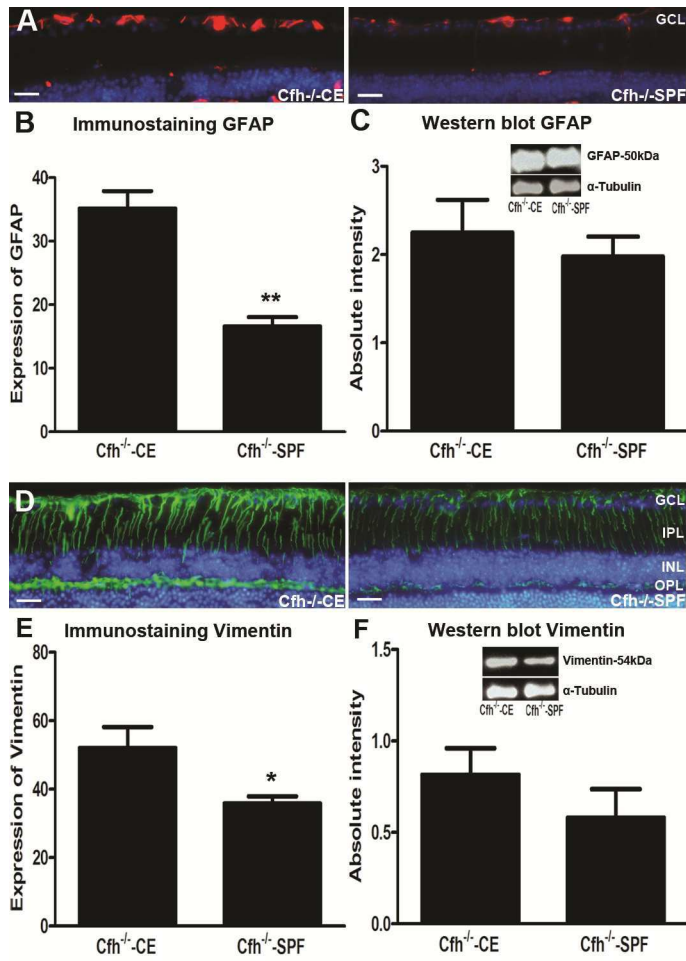 A
Cfh-/-CE
GCL
Cfh-/-SPF
B
Immunostaining GFAP
Expression of GFAP
40
30
20
10
0
**
Cfh-/--CE
Cfh-/--SPF
C
Western blot GFAP
Absolute intensity
3
2
1
0
GFAP-50kDa
α-Tubulin
Cfh-/--CE
Cfh-/--SPF
Cfh-/--CE
Cfh-/--SPF
D
Cfh-/-CE
GCL
IPL
INL
OPL
Cfh-/-SPF
E
Immunostaining Vimentin
Expression of Vimentin
80
60
40
20
0
*
Cfh-/--CE
Cfh-/--SPF
F
Western blot Vimentin
Absolute intensity
1.5
1.0
0.5
0.0
Vimentin-54kDa
α-Tubulin
Cfh-/--CE
Cfh-/--SPF
Cfh-/--CE
Cfh-/--SPF